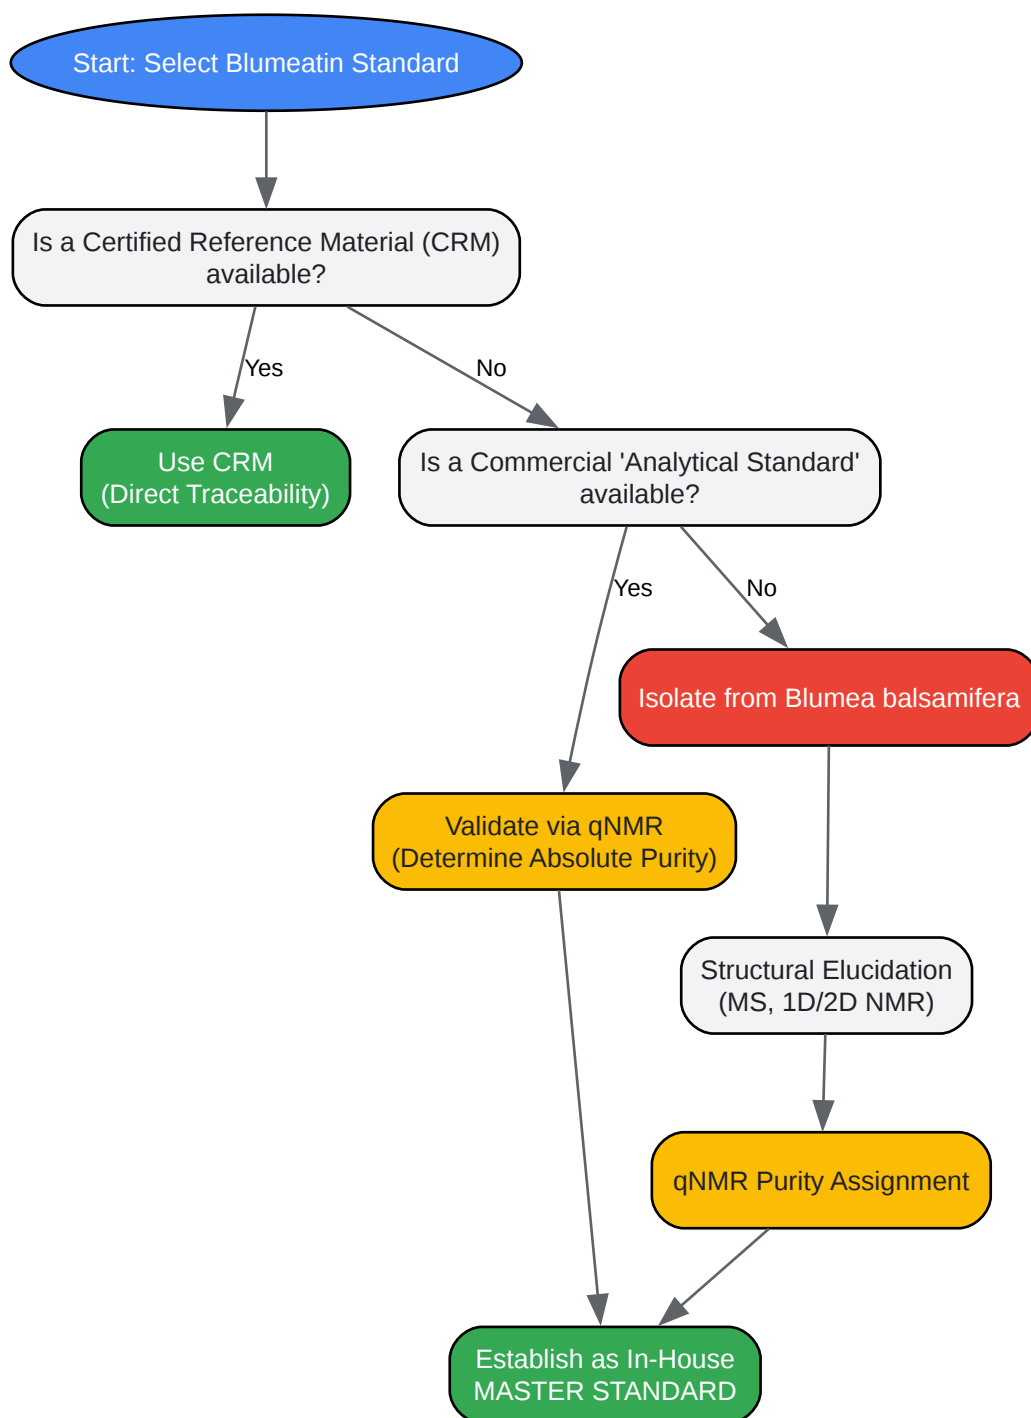 Start: Select Blumeatin Standard
Is a Certified Reference Material (CRM)
available?
Yes
No
Use CRM
(Direct Traceability)
Is a Commercial 'Analytical Standard'
available?
Yes
No
Isolate from Blumea balsamifera
Validate via qNMR
(Determine Absolute Purity)
Structural Elucidation
(MS, 1D/2D NMR)
qNMR Purity Assignment
Establish as In-House
MASTER STANDARD